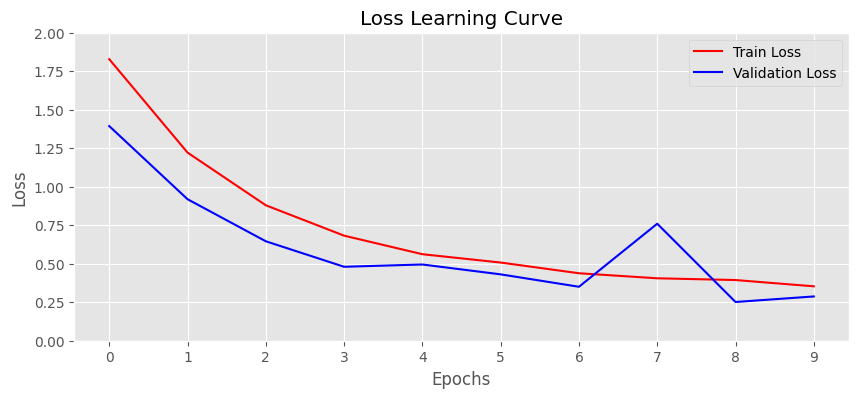 Loss Learning Curve
2.00
1.75
1.50
1.25
1.00
0.75
0.50
0.25
0.00
Loss
Train Loss
Validation Loss
0 1 2 3 4 5 6 7 8 9
Epochs